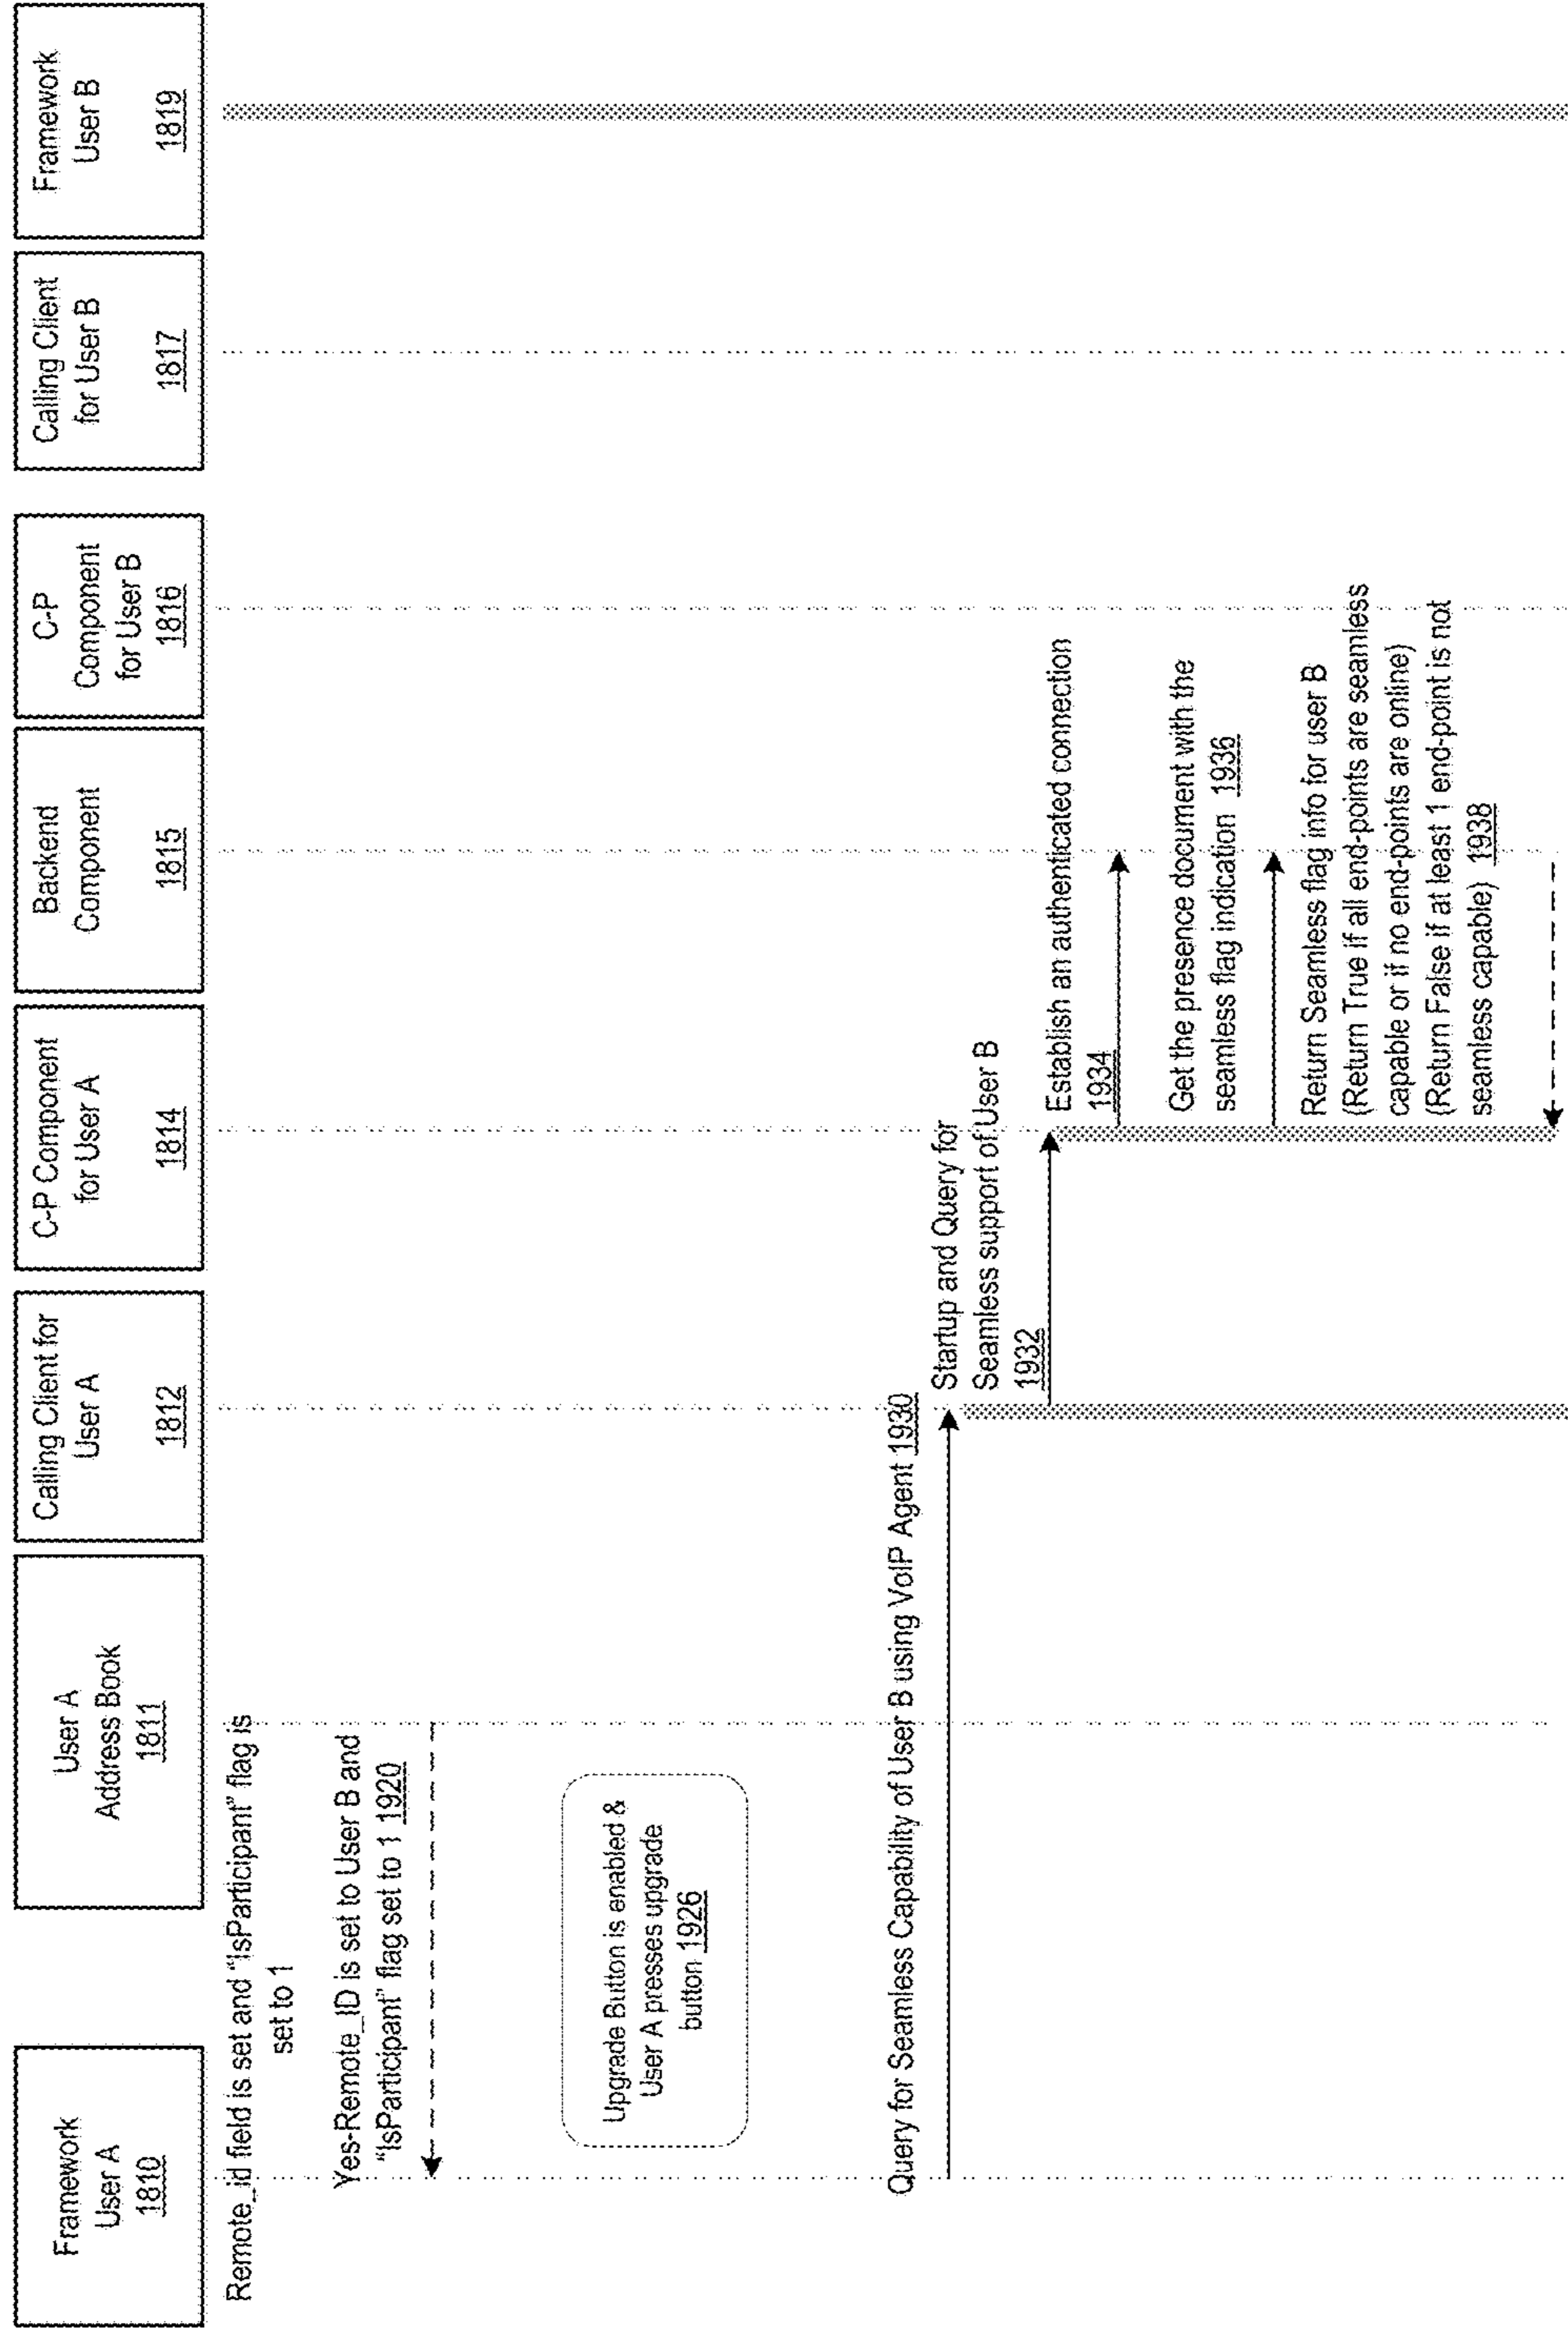 Framework
User A
1810
User A
Address Book
1811
Calling Client for
User A
1812
C-P Component
for User A
1814
Backend
Component
1815
C-P
Component
for User B
1816
Calling Client
for User B
1817
Framework
User B
1819
Remote_id field is set and "IsParticipant" flag is
set to 1
Yes-Remote_ID is set to User B and
"IsParticipant" flag set to 1 1920
Upgrade Button is enabled &
User A presses upgrade
button 1926
Query for Seamless Capability of User B using VoIP Agent 1930
Startup and Query for
Seamless support of User B
1932
Establish an authenticated connection
1934
Get the presence document with the
seamless flag indication 1936
Return Seamless flag info for user B
(Return True if all end-points are seamless
capable or if no end-points are online)
(Return False if at least 1 end-point is not
seamless capable) 1938